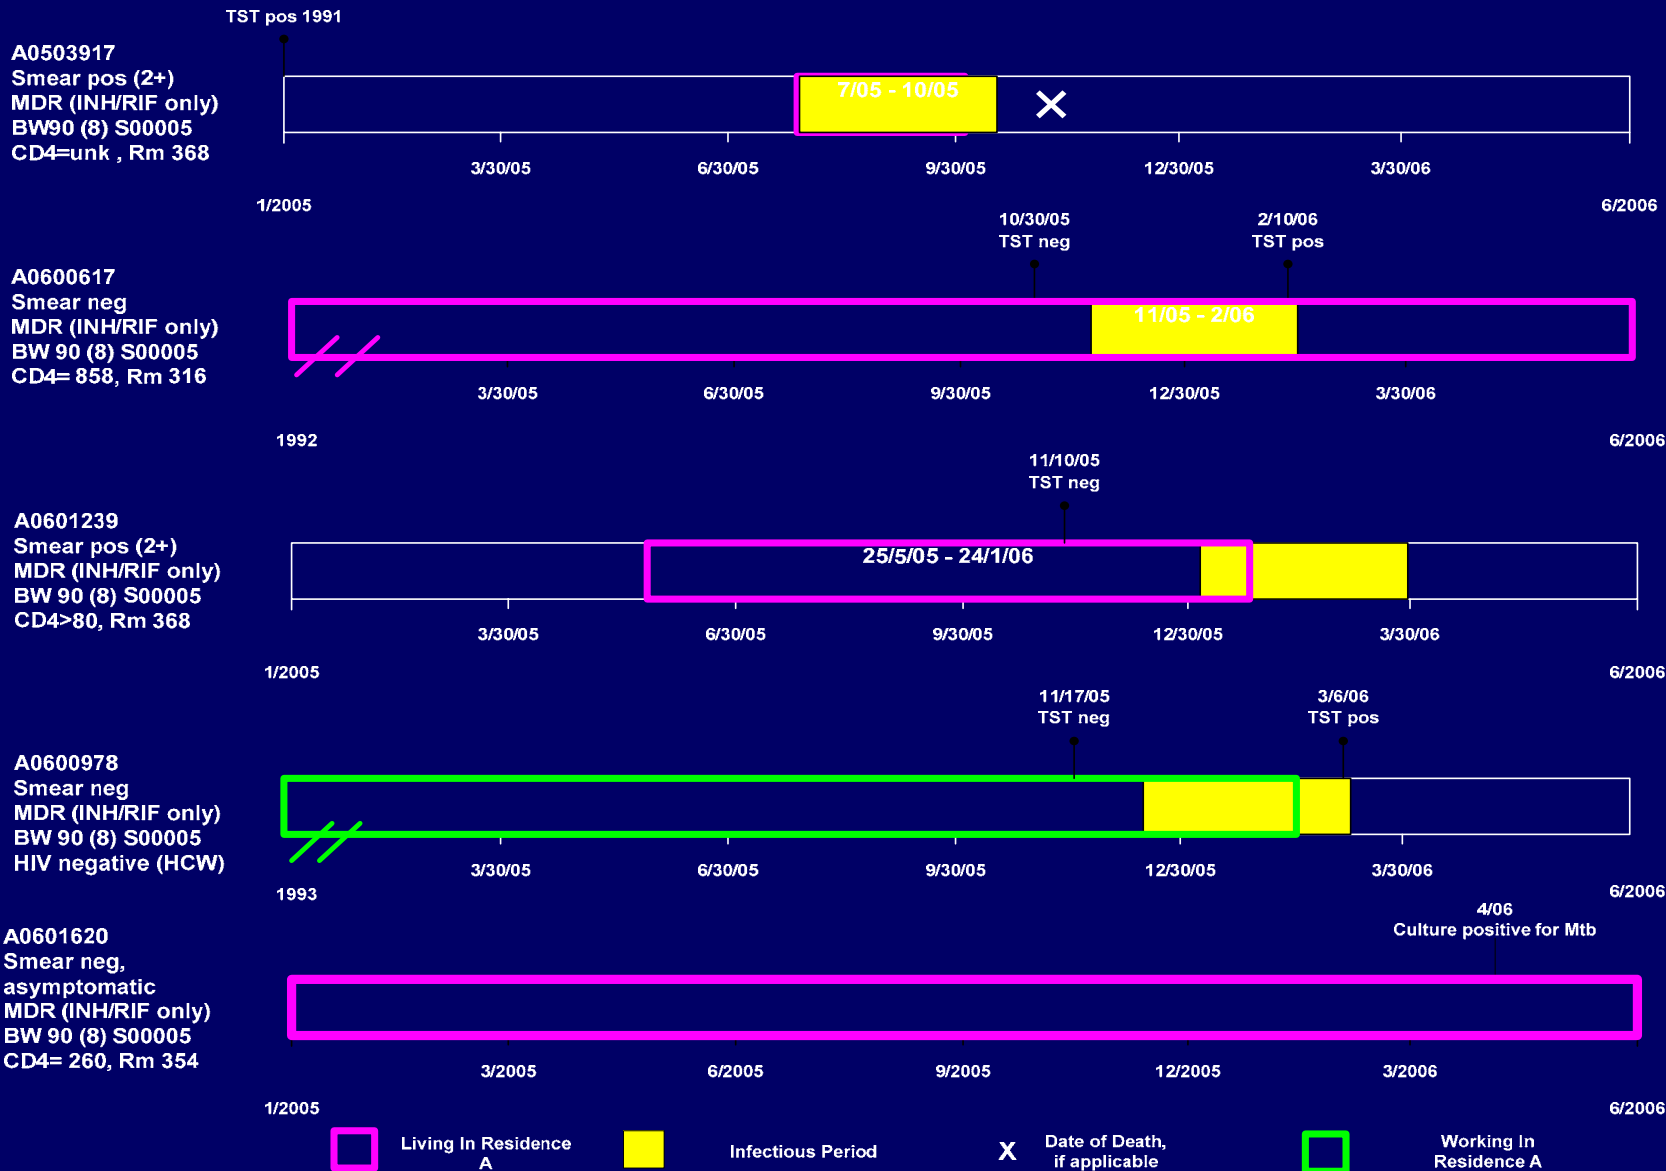 TST pos 1991
A0503917
Smear pos (2+)
MDR (INH/RIF only)
BW90 (8) S00005
CD4=unk , Rm 368
7/05 - 10/05
X
3/30/05 6/30/05 9/30/05 12/30/05 3/30/06
1/2005 6/2006
10/30/05
TST neg
2/10/06
TST pos
A0600617
Smear neg
MDR (INH/RIF only)
BW 90 (8) S00005
CD4= 858, Rm 316
11/05 - 2/06
3/30/05 6/30/05 9/30/05 12/30/05 3/30/06
1992 6/2006
11/10/05
TST neg
A0601239
Smear pos (2+)
MDR (INH/RIF only)
BW 90 (8) S00005
CD4>80, Rm 368
25/5/05 - 24/1/06
3/30/05 6/30/05 9/30/05 12/30/05 3/30/06
1/2005 6/2006
11/17/05
TST neg
3/6/06
TST pos
A0600978
Smear neg
MDR (INH/RIF only)
BW 90 (8) S00005
HIV negative (HCW)
3/30/05 6/30/05 9/30/05 12/30/05 3/30/06
1993 6/2006
4/06
Culture positive for Mtb
A0601620
Smear neg,
asymptomatic
MDR (INH/RIF only)
BW 90 (8) S00005
CD4= 260, Rm 354
3/2005 6/2005 9/2005 12/2005 3/2006
1/2005 6/2006
Living In Residence
A
Infectious Period
X
Date of Death,
if applicable
Working In
Residence A